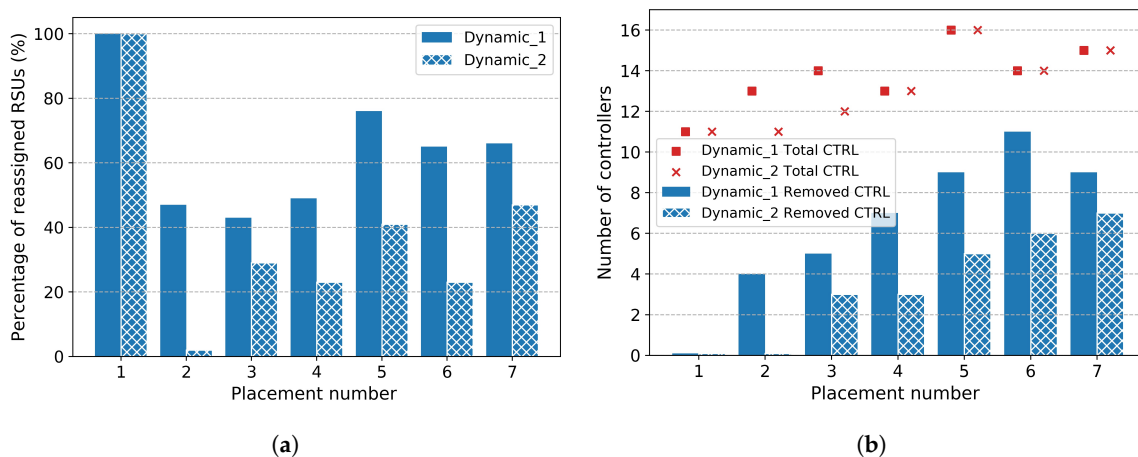 Percentage of reassigned RSUs (%)
100
80
60
40
20
0
Dynamic_1
Dynamic_2
1 2 3 4 5 6 7
Placement number
(a)
Number of controllers
16
14
12
10
8
6
4
2
0
Dynamic_1 Total CTRL
Dynamic_2 Total CTRL
Dynamic_1 Removed CTRL
Dynamic_2 Removed CTRL
1 2 3 4 5 6 7
Placement number
(b)